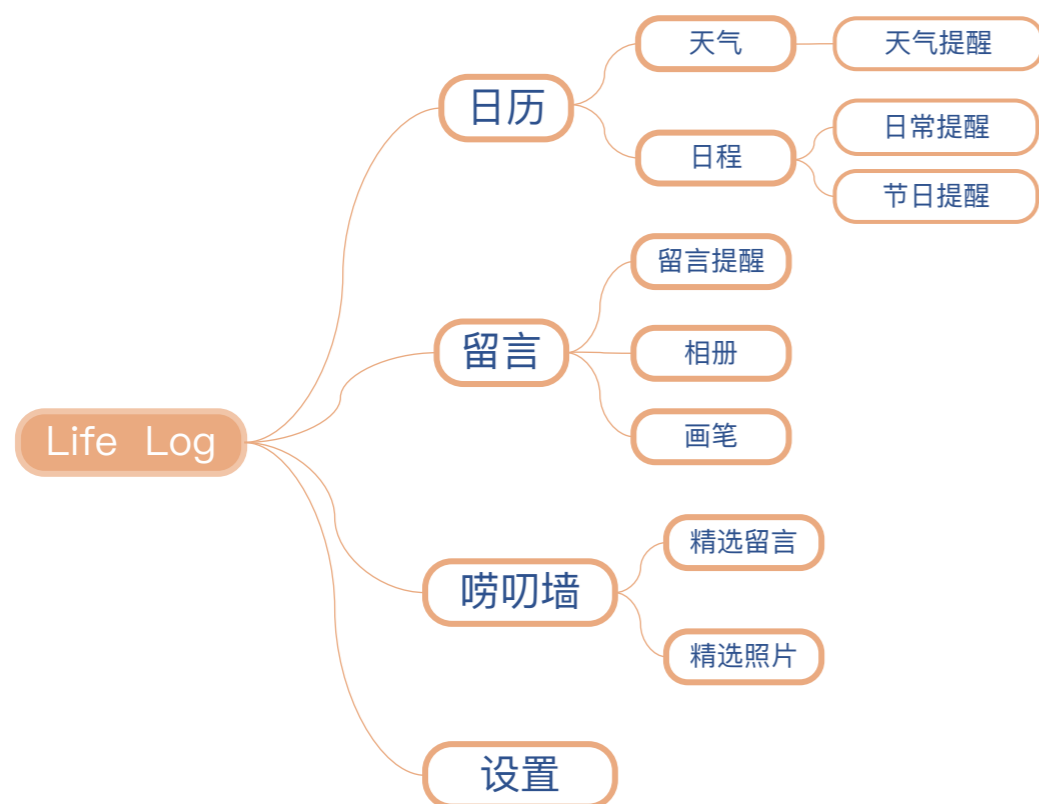 Life Log
日历
天气
天气提醒
日程
日常提醒
节日提醒
留言
留言提醒
相册
画笔
唠叨墙
精选留言
精选照片
设置